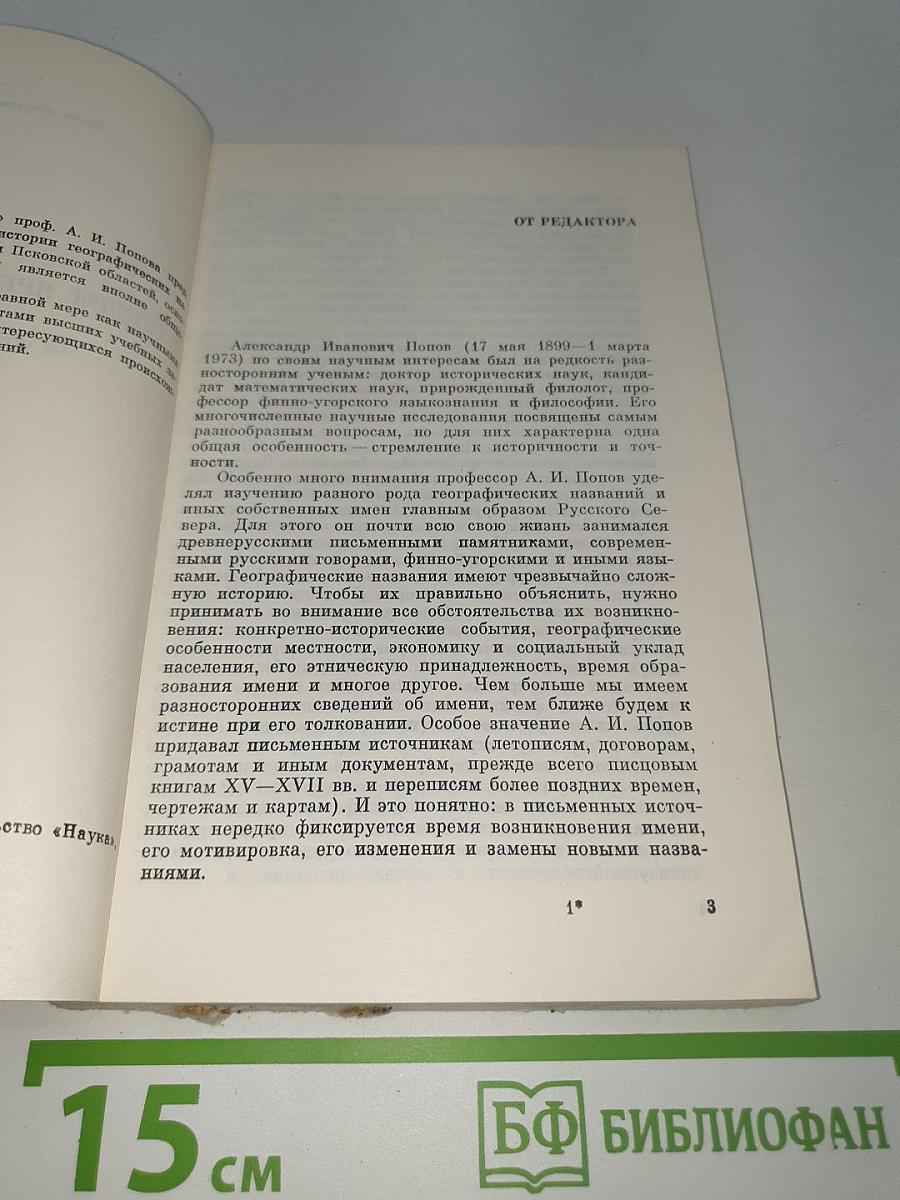 » проф. А. И. Попова пред
истории географических на-
и Псковской областей, осно-
является вполне обще
равной мере как научными
тами высших учебных за-
тересующихся происхож-
ний.
ьство «Наука»,
ОТ РЕДАКТОРА
Александр Иванович Попов (17 мая 1899—1 марта
1973) по своим научным интересам был на редкость раз-
носторонним ученым: доктор исторических наук, канди-
дат математических наук, прирожденный филолог, про-
фессор финно-угорского языкознания и философии. Его
многочисленные научные исследования посвящены самым
разнообразным вопросам, но для них характерна одна
общая особенность — стремление к историчности и точ-
ности.
Особенно много внимания профессор А. И. Попов уде-
лял изучению разного рода географических названий и
иных собственных имен главным образом Русского Се-
вера. Для этого он почти всю свою жизнь занимался
древнерусскими письменными памятниками, современ-
ными русскими говорами, финно-угорскими и иными язы-
ками. Географические названия имеют чрезвычайно слож-
ную историю. Чтобы их правильно объяснить, нужно
принимать во внимание все обстоятельства их возникно-
вения: конкретно-исторические события, географические
особенности местности, экономику и социальный уклад
населения, его этническую принадлежность, время обра-
зования имени и многое другое. Чем больше мы имеем
разносторонних сведений об имени, тем ближе будем к
истине при его толковании. Особое значение А. И. Попов
придавал письменным источникам (летописям, договорам,
грамотам и иным документам, прежде всего писцовым
книгам XV—XVII вв. и переписям более поздних времен,
чертежам и картам). И это понятно: в письменных источ-
никах нередко фиксируется время возникновения имени,
его мотивировка, его изменения и замены новыми назва-
ниями.
1* 3
15 см
БФ БИБЛИОФАН